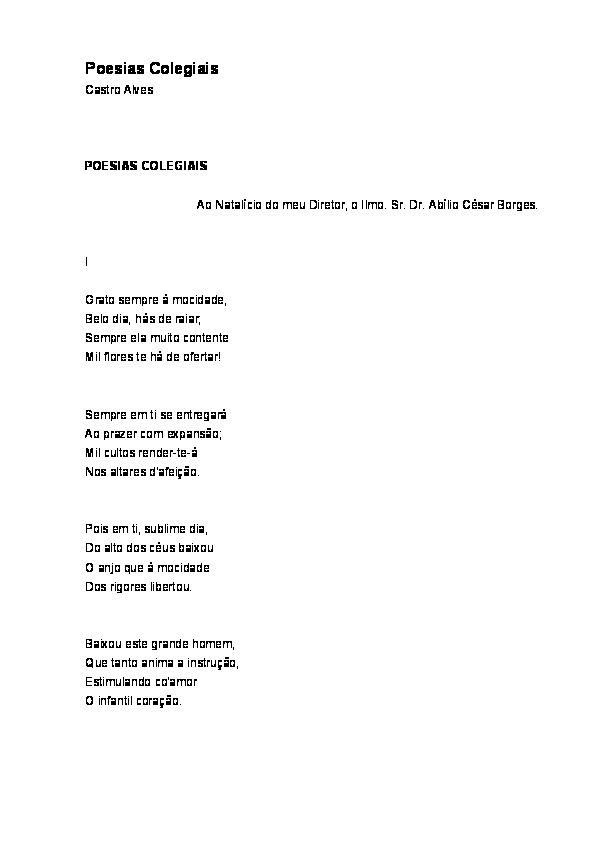 Poesias Colegiais
Castro Alves
POESIAS COLEGIAIS
Ao Natalício do meu Diretor, o Ilmo. Sr. Dr. Abílio César Borges.
I
Grato sempre à mocidade,
Belo dia, hás de raiar;
Sempre ela muito contente
Mil flores te há de ofertar!
Sempre em ti se entregará
Ao prazer com expansão;
Mil cultos render-te-á
Nos altares d'afeição.
Pois em ti, sublime dia,
Do alto dos céus baixou
O anjo que à mocidade
Dos rigores libertou.
Baixou este grande homem,
Que tanto anima a instrução,
Estimulando co'amor
O infantil coração.